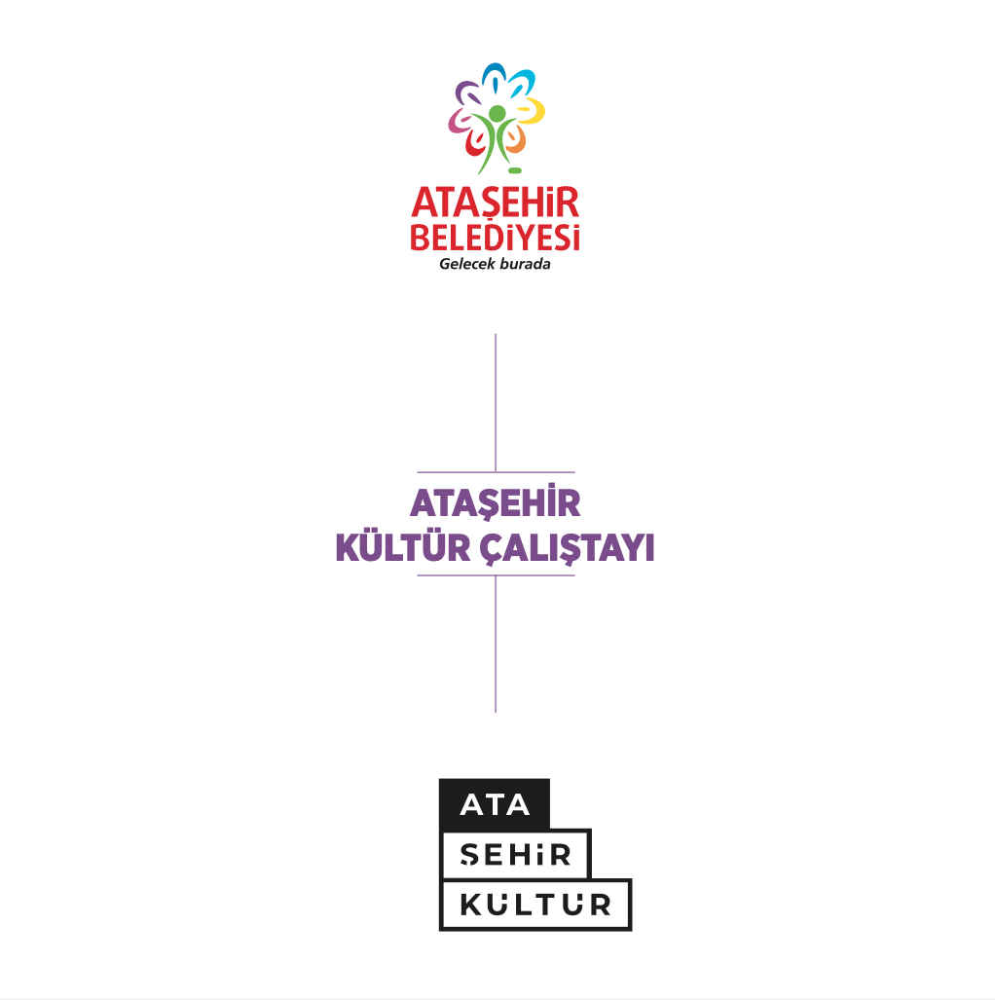 ATAŞEHİR
BELEDİYESİ
Gelecek burada
ATAŞEHİR
KÜLTÜR ÇALIŞTAYI
ATA
ŞEHİR
KÜLTÜR